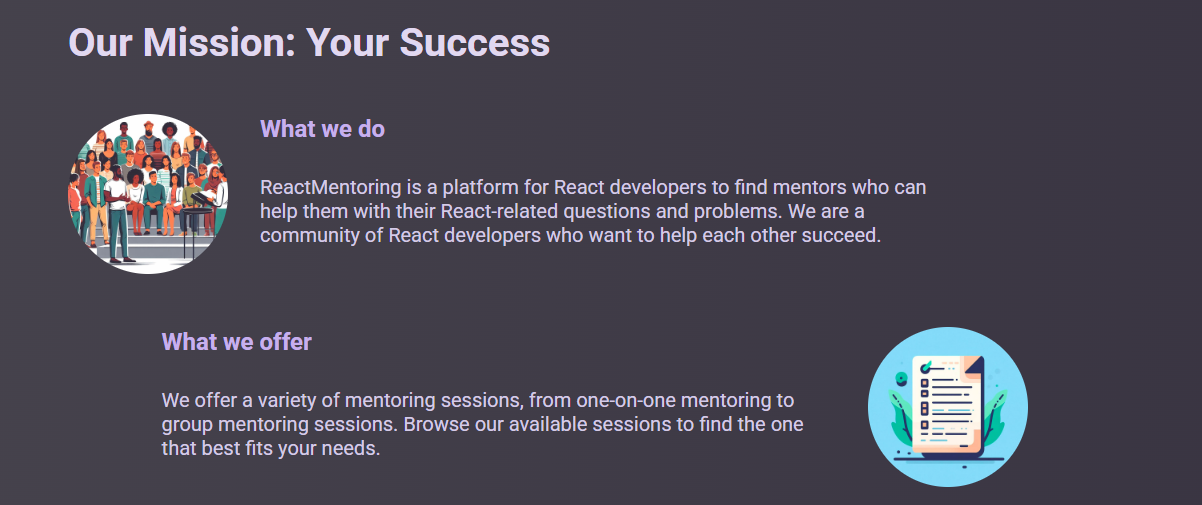 Our Mission: Your Success
What we do
ReactMentoring is a platform for React developers to find mentors who can
help them with their React-related questions and problems. We are a
community of React developers who want to help each other succeed.
What we offer
We offer a variety of mentoring sessions, from one-on-one mentoring to
group mentoring sessions. Browse our available sessions to find the one
that best fits your needs.